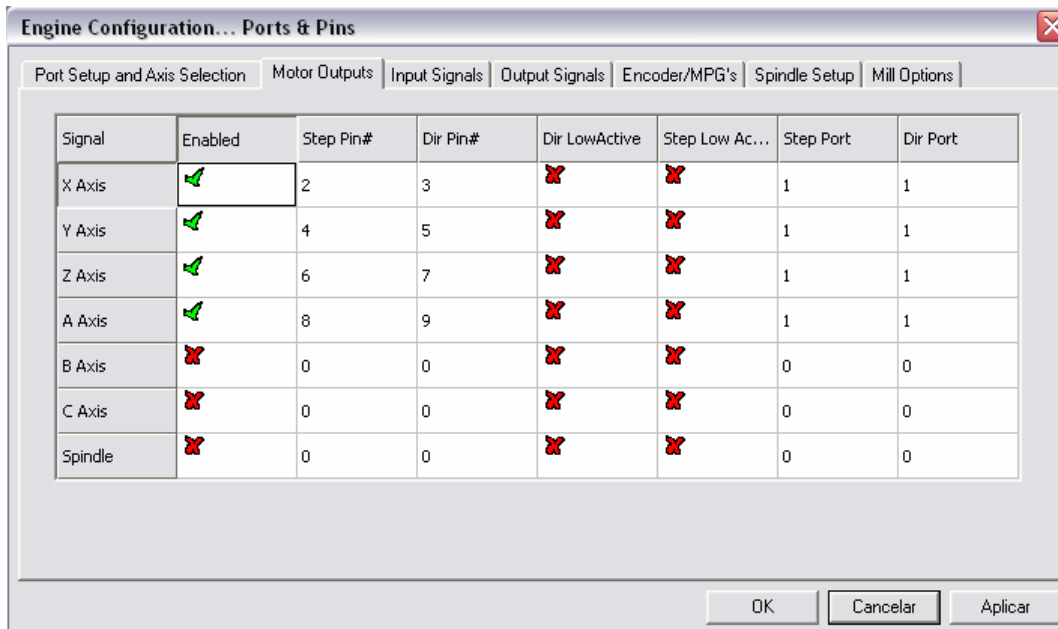 Engine Configuration... Ports & Pins
Port Setup and Axis Selection Motor Outputs Input Signals Output Signals Encoder/MPG's Spindle Setup Mill Options
Signal Enabled Step Pin# Dir Pin# Dir LowActive Step Low Ac... Step Port Dir Port
X Axis 2 3 1 1
Y Axis 4 5 1 1
Z Axis 6 7 1 1
A Axis 8 9 1 1
B Axis 0 0 0 0
C Axis 0 0 0 0
Spindle 0 0 0 0
OK Cancelar Aplicar